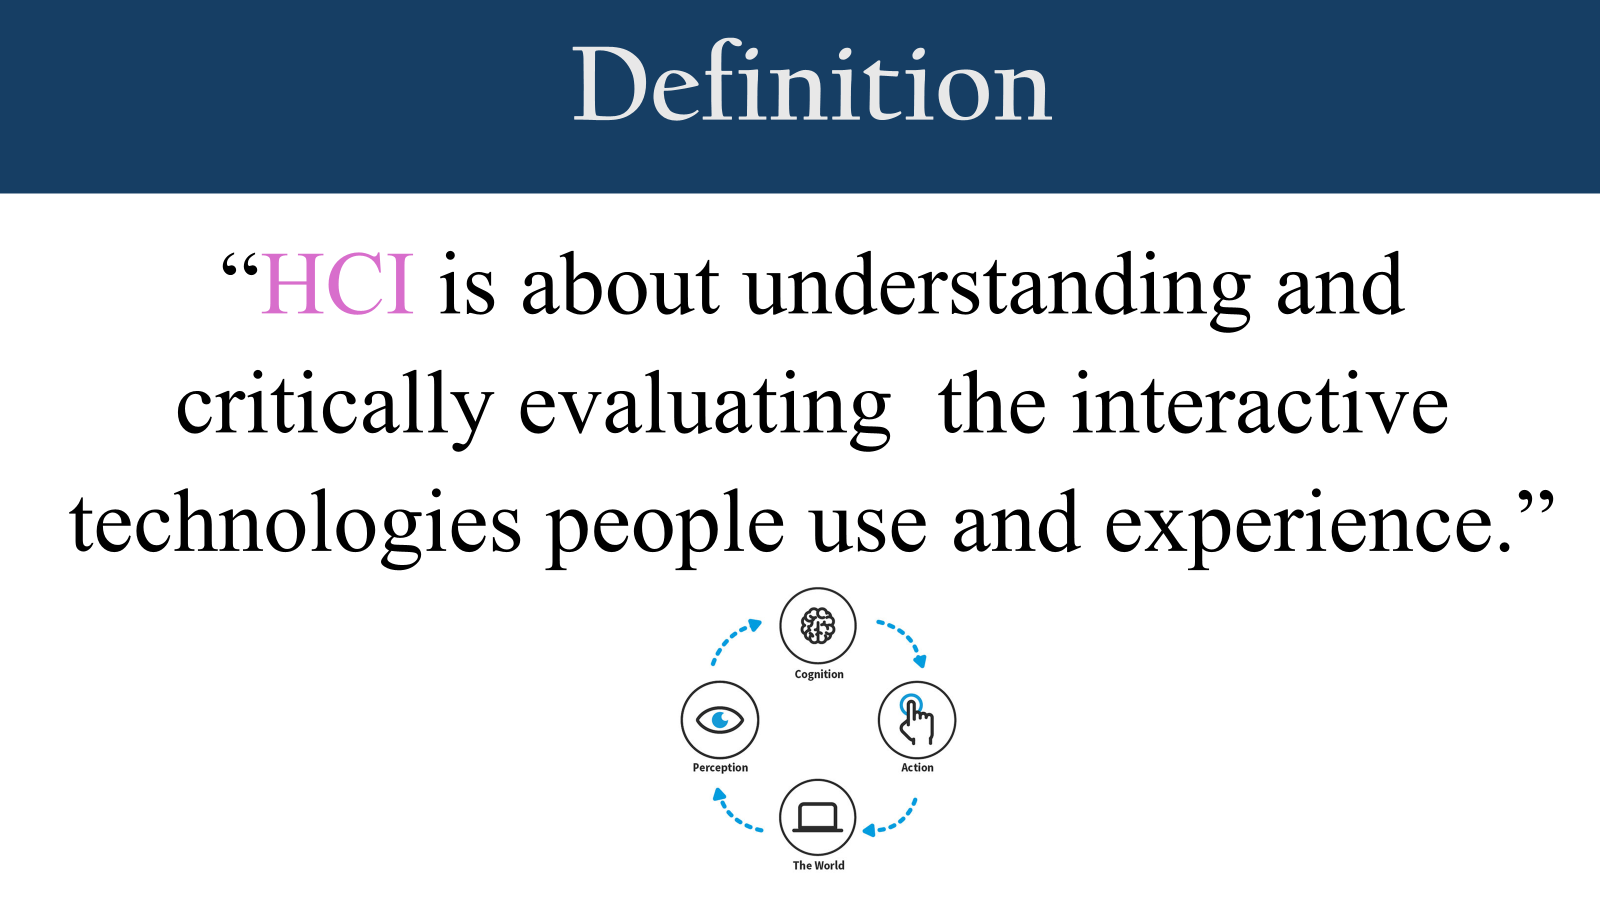 Definition
“HCI is about understanding and
critically evaluating  the interactive
technologies people use and experience.”
Cognition
Perception
Action
The World